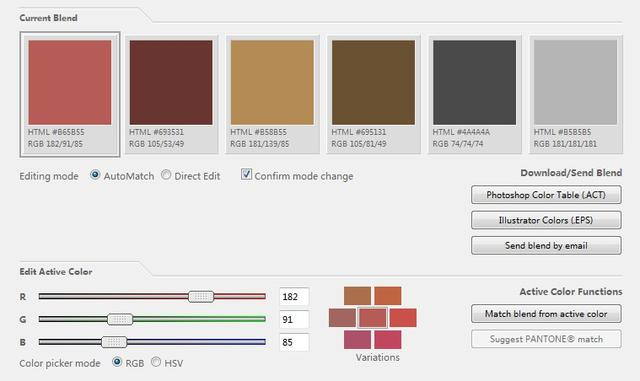 Current Blend
HTML #B65B55
RGB 182/91/85
HTML #693531
RGB 105/53/49
HTML #B58B55
RGB 181/139/85
HTML #695131
RGB 105/81/49
HTML #4A4A4A
RGB 74/74/74
HTML #B5B5B5
RGB 181/181/181
Editing mode AutoMatch Direct Edit Confirm mode change
Download/Send Blend
Photoshop Color Table (.ACT)
Illustrator Colors (.EPS)
Send blend by email
Edit Active Color
R 182
G 91
B 85
Color picker mode RGB HSV
Variations
Active Color Functions
Match blend from active color
Suggest PANTONE® match